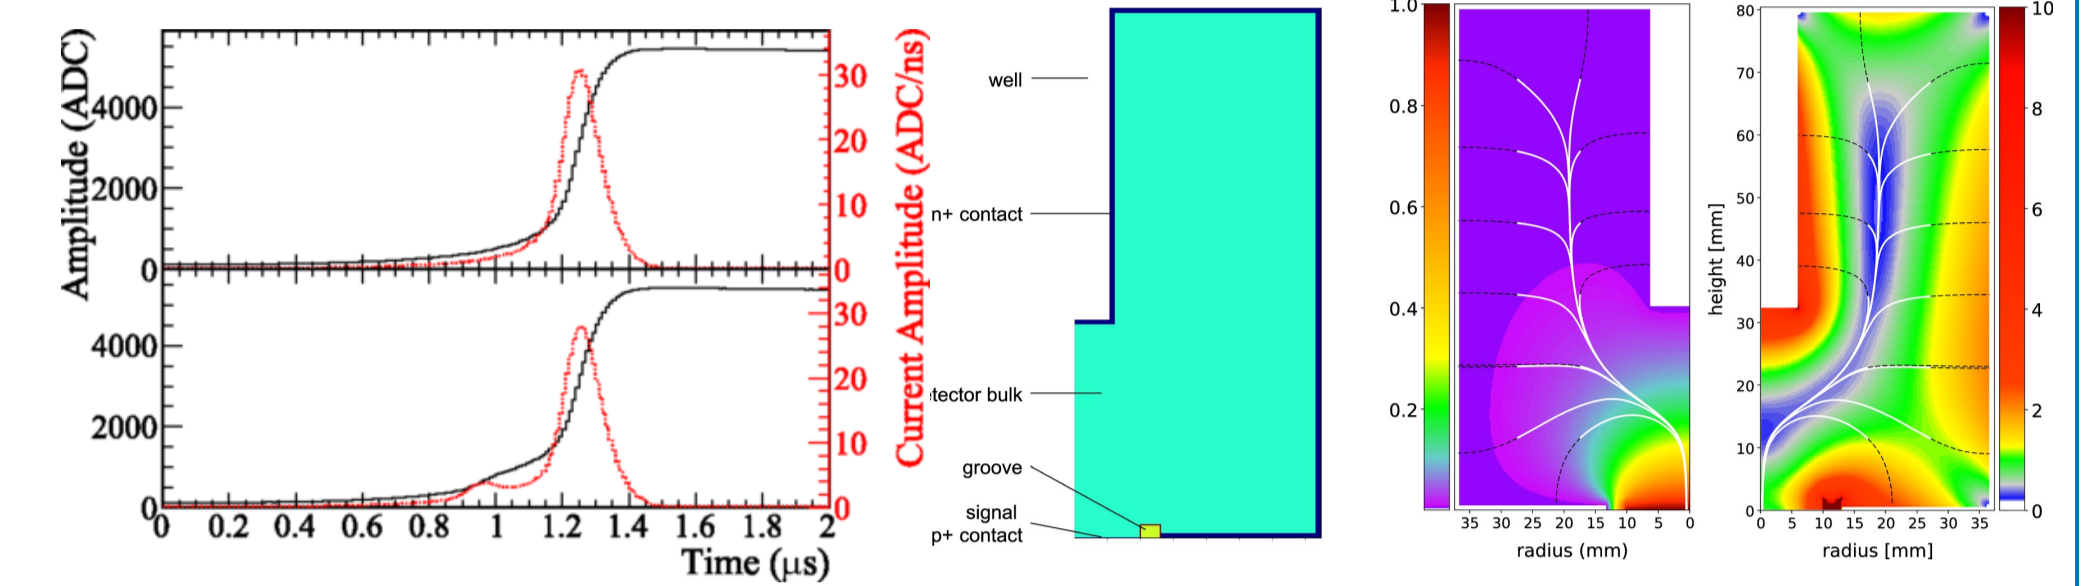 Amplitude (ADC)
4000
2000
0
30
20
10
0
Current Amplitude (ADC/ns)
4000
2000
0
30
20
10
0
0 0.2 0.4 0.6 0.8 1 1.2 1.4 1.6 1.8 2
Time (μs)
well
n+ contact
tector bulk
groove
signal
p+ contact
1.0
0.8
0.6
0.4
0.2
35 30 25 20 15 10 5 0
radius (mm)
height [mm]
80
70
60
50
40
30
20
10
0
0 5 10 15 20 25 30 35
radius [mm]
10
8
6
4
2
0